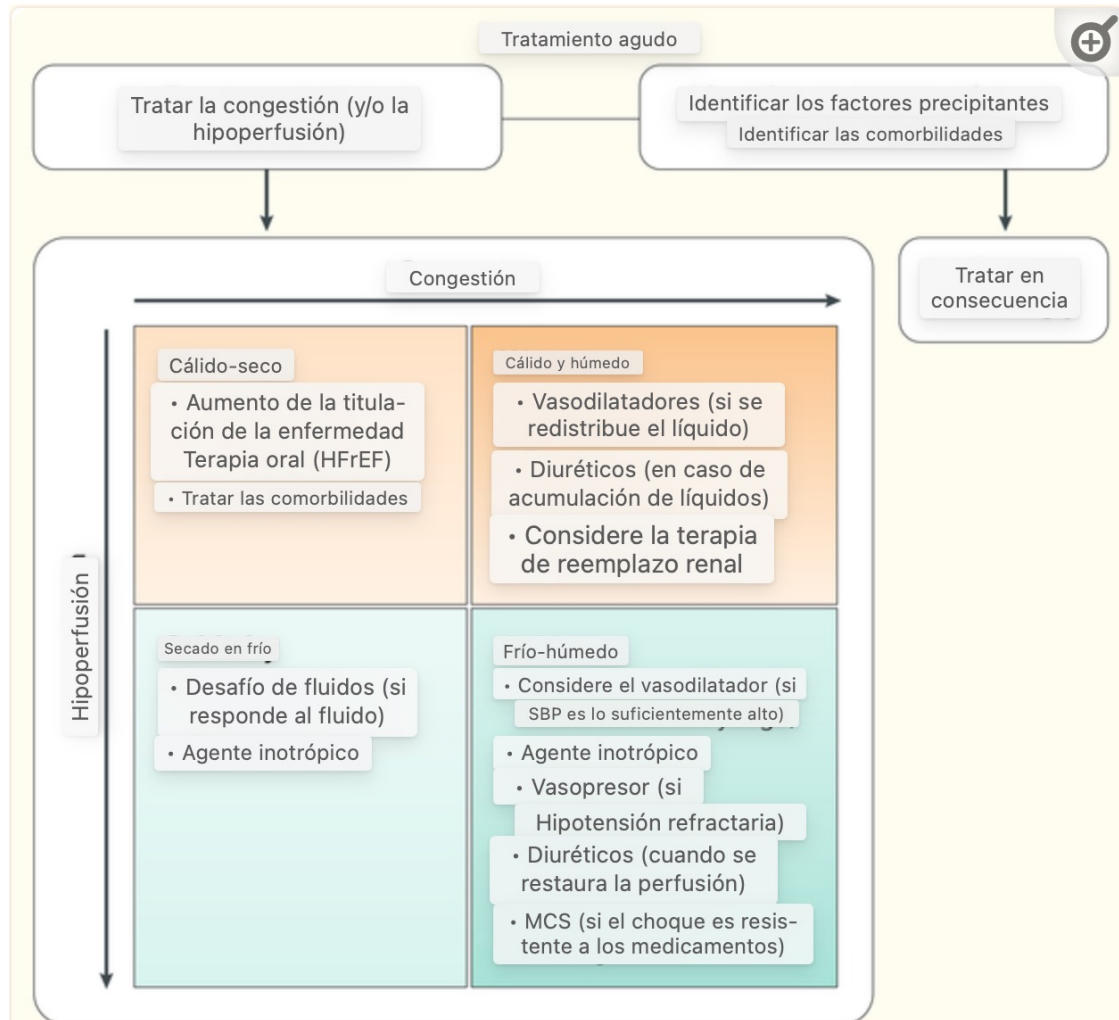 Tratamiento agudo
Tratar la congestión (y/o la
hipoperfusión)
Identificar los factores precipitantes
Identificar las comorbilidades
Congestión
Tratar en
consecuencia
Hipoperfusión
Cálido-seco
• Aumento de la titula-
ción de la enfermedad
Terapia oral (HFrEF)
• Tratar las comorbilidades
Cálido y húmedo
• Vasodilatadores (si se
redistribue el líquido)
• Diuréticos (en caso de
acumulación de líquidos)
• Considere la terapia
de reemplazo renal
Secado en frío
• Desafío de fluidos (si
responde al fluido)
• Agente inotrópico
Frío-húmedo
• Considere el vasodilatador (si
SBP es lo suficientemente alto)
• Agente inotrópico
• Vasopresor (si
Hipotensión refractaria)
• Diuréticos (cuando se
restaura la perfusión)
• MCS (si el choque es resis-
tente a los medicamentos)